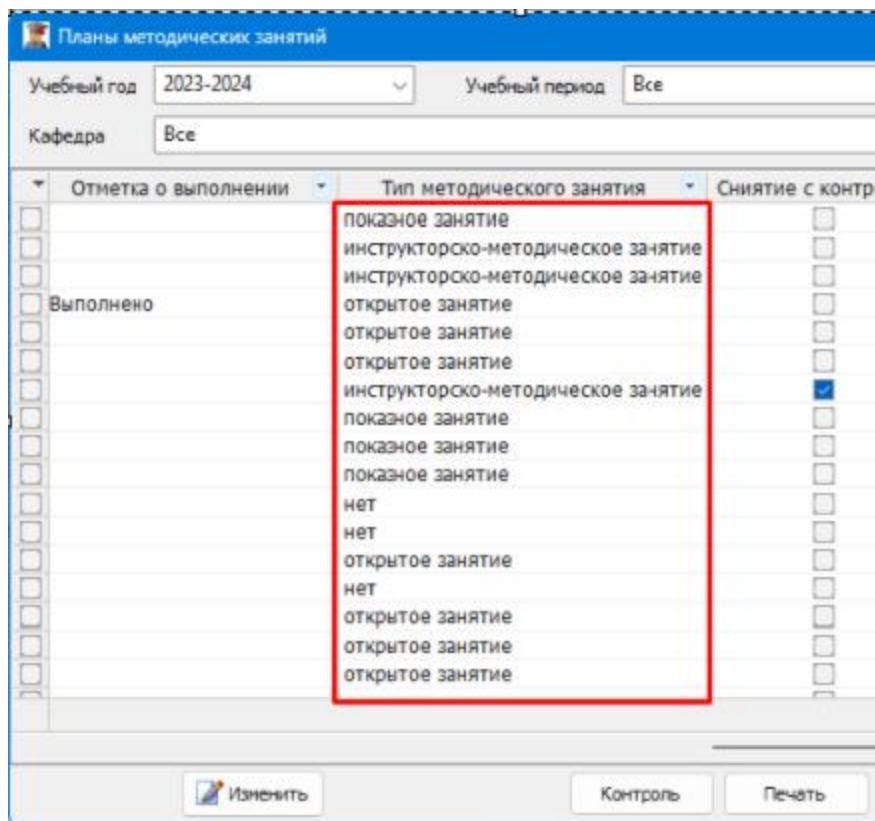 Планы методических занятий
Учебный год 2023-2024 Учебный период Все
Кафедра Все
Отметка о выполнении Тип методического занятия Снятие с контр
показное занятие
инструкторско-методическое занятие
инструкторско-методическое занятие
Выполнено открытое занятие
открытое занятие
открытое занятие
инструкторско-методическое занятие
показное занятие
показное занятие
показное занятие
нет
нет
открытое занятие
нет
открытое занятие
открытое занятие
открытое занятие
Изменить Контроль Печать